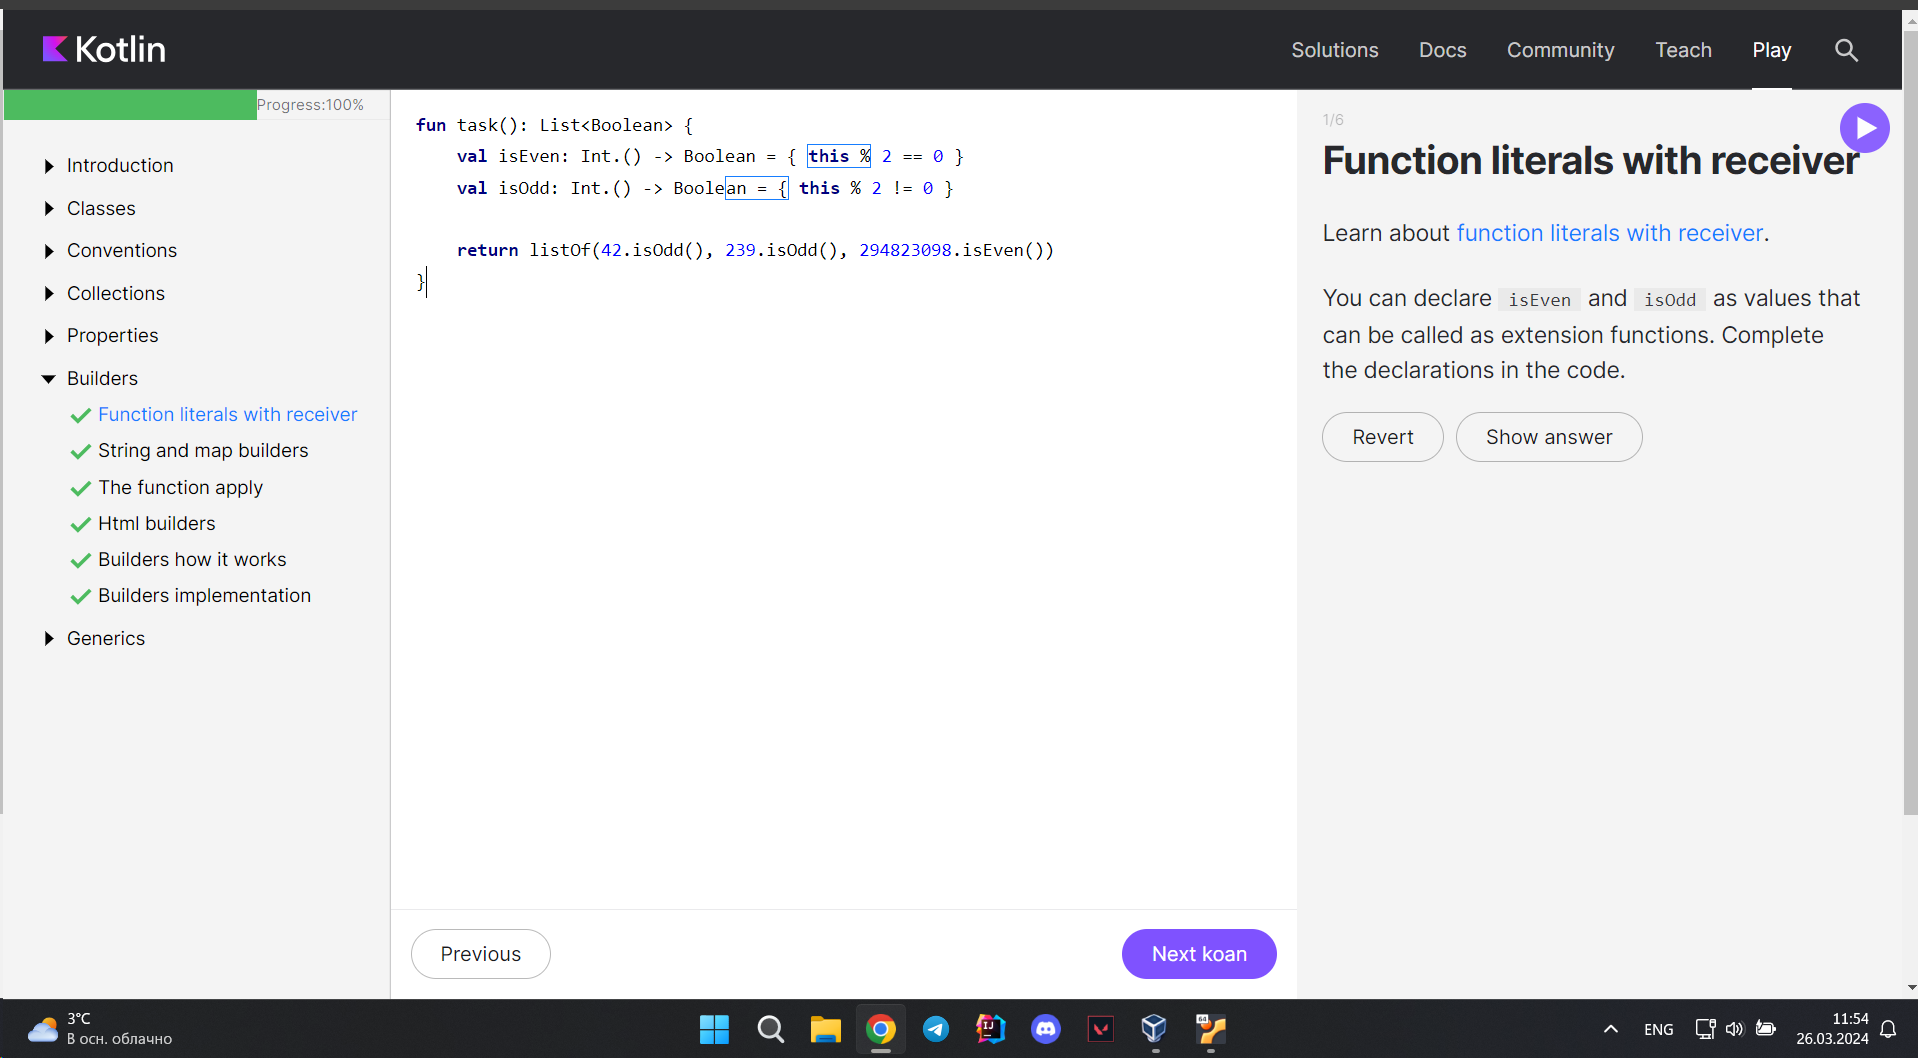 Kotlin
Solutions
Docs
Community
Teach
Play
Progress:100%
Introduction
Classes
Conventions
Collections
Properties
Builders
Function literals with receiver
String and map builders
The function apply
Html builders
Builders how it works
Builders implementation
Generics
fun task(): List<Boolean> {
    val isEven: Int.() -> Boolean = { this % 2 == 0 }
    val isOdd: Int.() -> Boolean = { this % 2 != 0 }
    return listOf(42.isOdd(), 239.isOdd(), 294823098.isEven())
}
Previous
Next koan
1/6
Function literals with receiver
Learn about function literals with receiver.
You can declare isEven and isOdd as values that
can be called as extension functions. Complete
the declarations in the code.
Revert
Show answer
3°C
В осн. облачно
IJ
64
ENG
11:54
26.03.2024